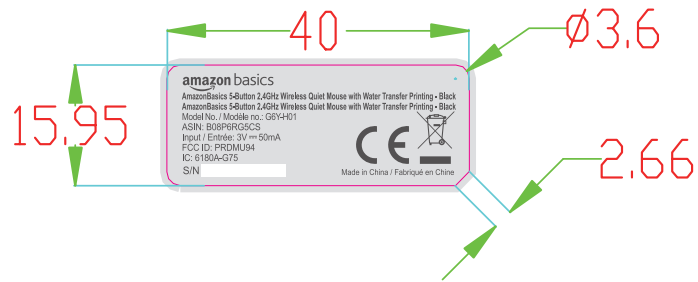 40
Ø3.6
15.95
amazon basics
AmazonBasics 5-Button 2,4GHz Wireless Quiet Mouse with Water Transfer Printing - Black
AmazonBasics 5-Button 2.4GHz Wireless Quiet Mouse with Water Transfer Printing - Black
Model No. / Modèle no.: G6Y-H01
ASIN: B08P6RG5CS
Input / Entrée: 3V⎓50mA
FCC ID: PRDMU94
IC: 6180A-G75
S/N
CE
Made in China / Fabriqué en Chine
2.66